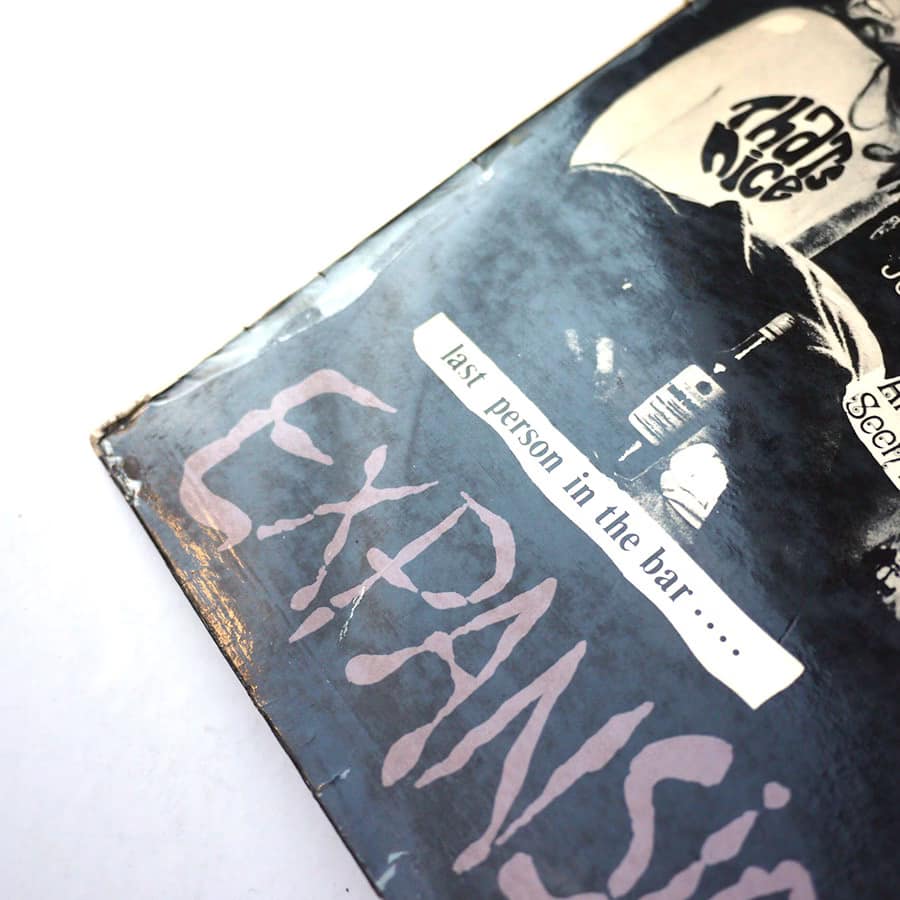 That's
nice
last person in the bar.....
EXPANSi